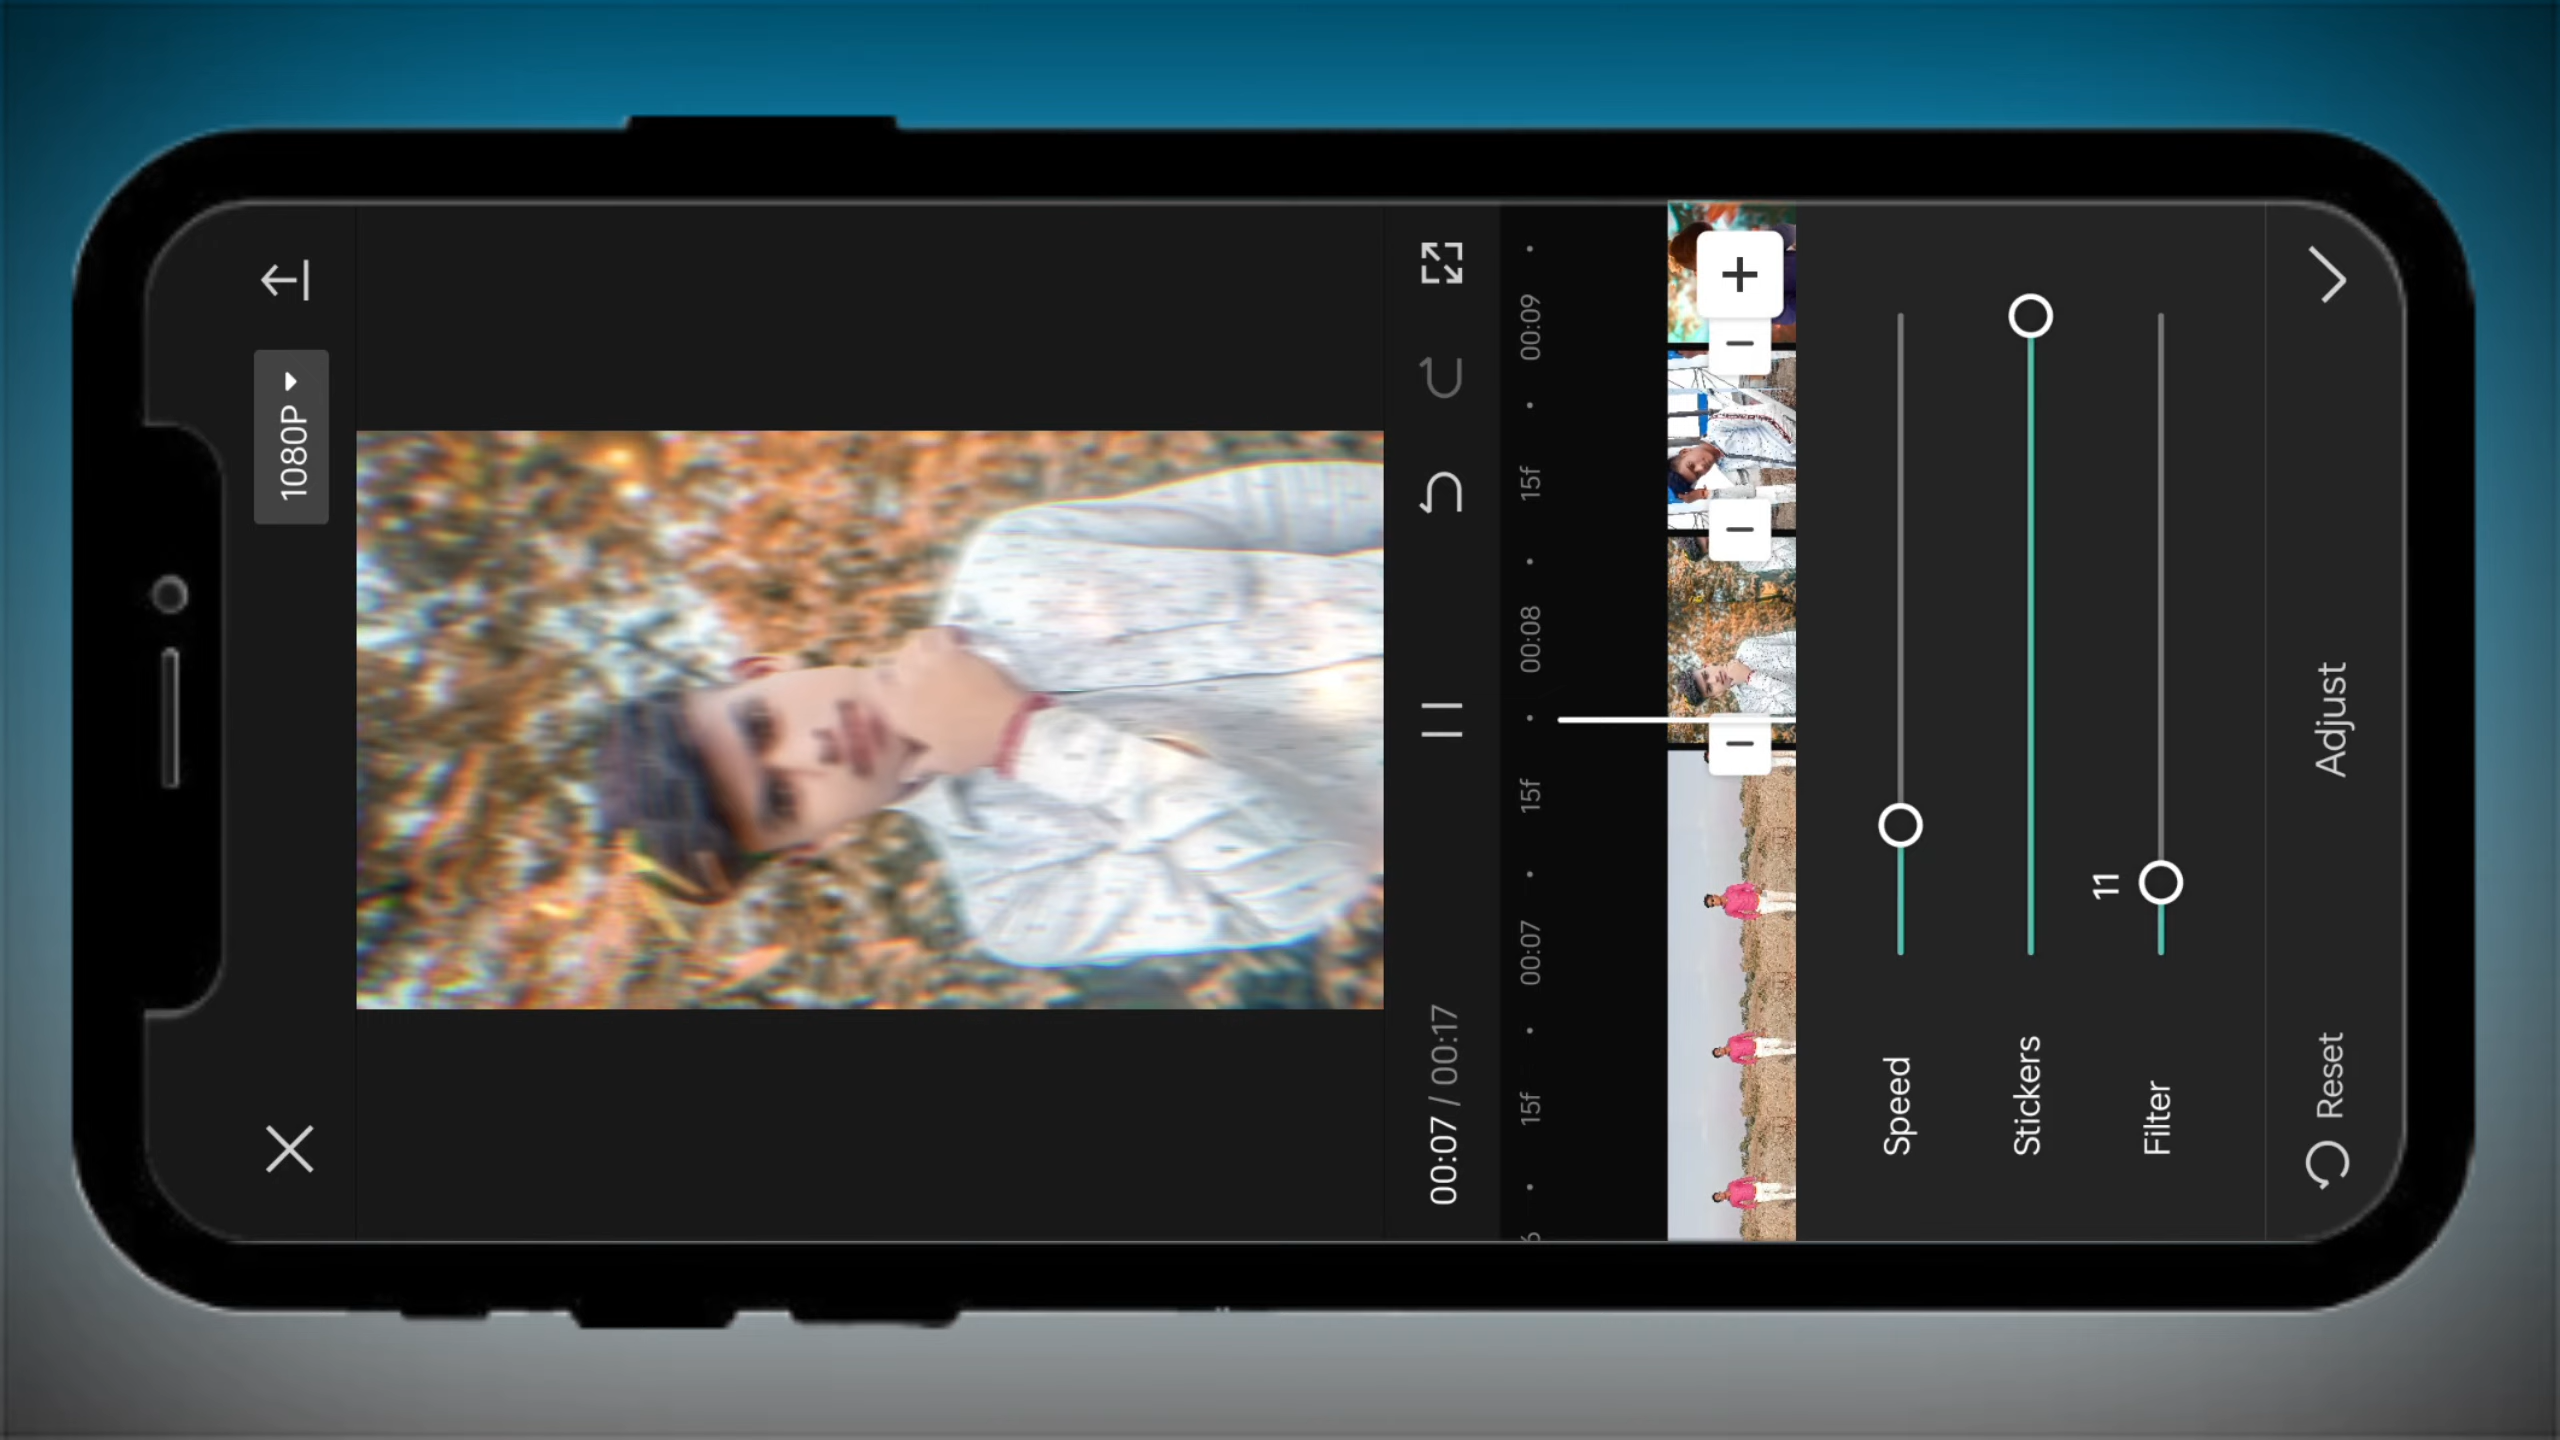 1080P
00:07 / 00:17
15f
00:07
15f
00:08
15f
00:09
Speed
Stickers
Filter
11
Reset
Adjust